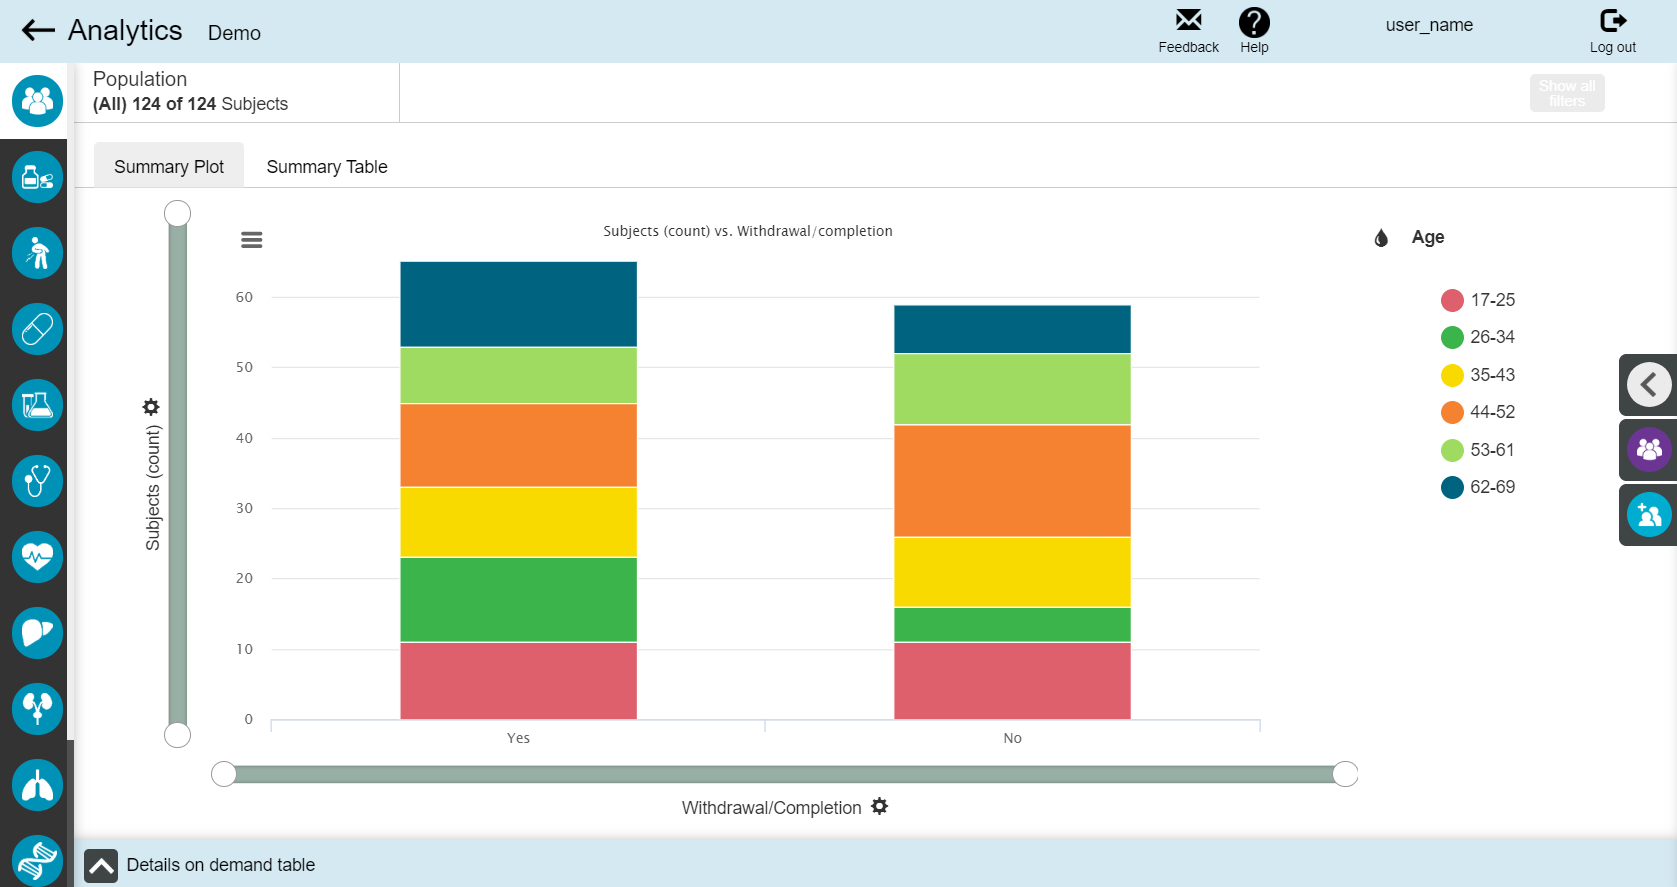 Analytics Demo
Feedback
Help
user_name
Log out
Population
(All) 124 of 124 Subjects
Show all
filters
Summary Plot
Summary Table
Subjects (count) vs. Withdrawal/completion
60
50
40
30
20
10
0
Subjects (count)
Yes
No
Withdrawal/Completion
Age
17-25
26-34
35-43
44-52
53-61
62-69
Details on demand table